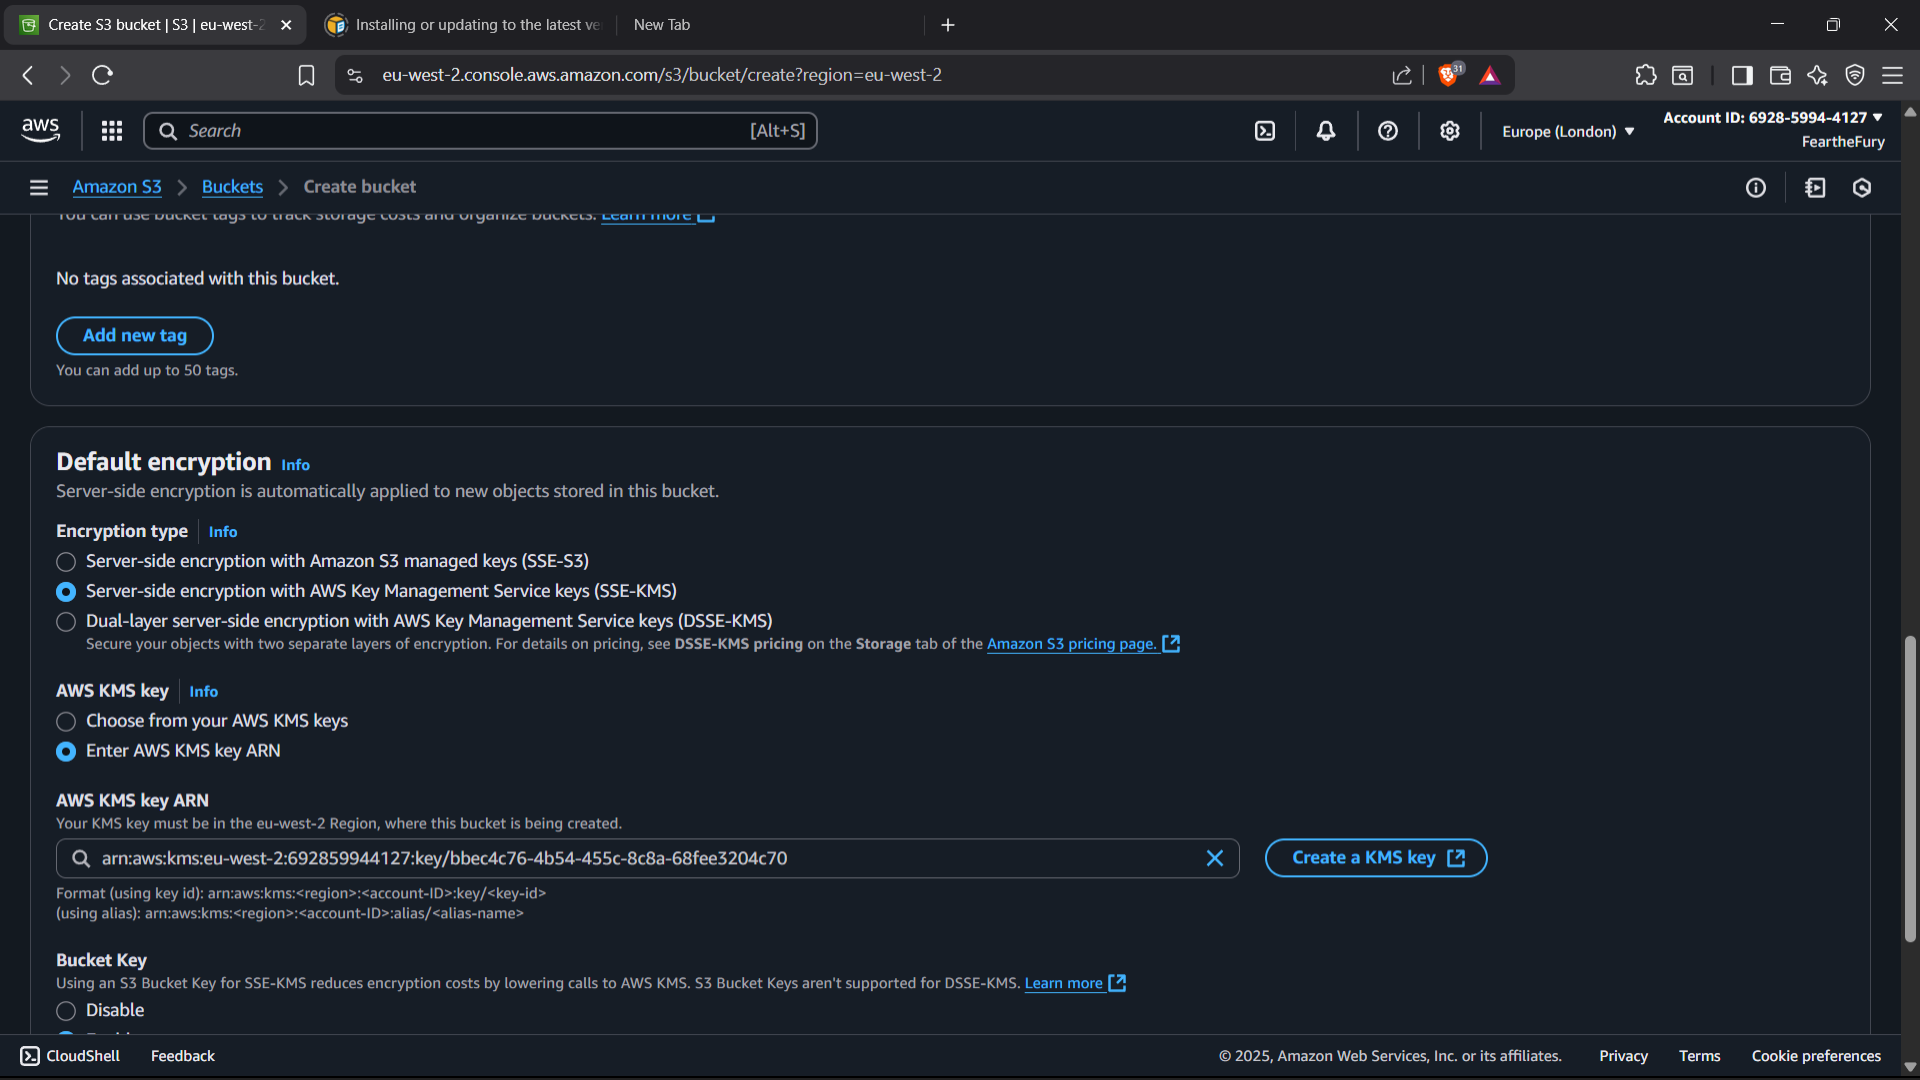 Create S3 bucket | S3 | eu-west-2
Installing or updating to the latest ve
New Tab
eu-west-2.console.aws.amazon.com/s3/bucket/create?region=eu-west-2
31
aws
Search
[Alt+S]
Europe (London)
Account ID: 6928-5994-4127
FeartheFury
Amazon S3
Buckets
Create bucket
You can use bucket tags to track storage costs and organize buckets. Learn more
No tags associated with this bucket.
Add new tag
You can add up to 50 tags.
Default encryption Info
Server-side encryption is automatically applied to new objects stored in this bucket.
Encryption type Info
Server-side encryption with Amazon S3 managed keys (SSE-S3)
Server-side encryption with AWS Key Management Service keys (SSE-KMS)
Dual-layer server-side encryption with AWS Key Management Service keys (DSSE-KMS)
Secure your objects with two separate layers of encryption. For details on pricing, see DSSE-KMS pricing on the Storage tab of the Amazon S3 pricing page.
AWS KMS key Info
Choose from your AWS KMS keys
Enter AWS KMS key ARN
AWS KMS key ARN
Your KMS key must be in the eu-west-2 Region, where this bucket is being created.
arn:aws:kms:eu-west-2:692859944127:key/bbec4c76-4b54-455c-8c8a-68fee3204c70
Create a KMS key
Format (using key id): arn:aws:kms:<region>:<account-ID>:key/<key-id>
(using alias): arn:aws:kms:<region>:<account-ID>:alias/<alias-name>
Bucket Key
Using an S3 Bucket Key for SSE-KMS reduces encryption costs by lowering calls to AWS KMS. S3 Bucket Keys aren't supported for DSSE-KMS. Learn more
Disable
CloudShell
Feedback
© 2025, Amazon Web Services, Inc. or its affiliates.
Privacy
Terms
Cookie preferences